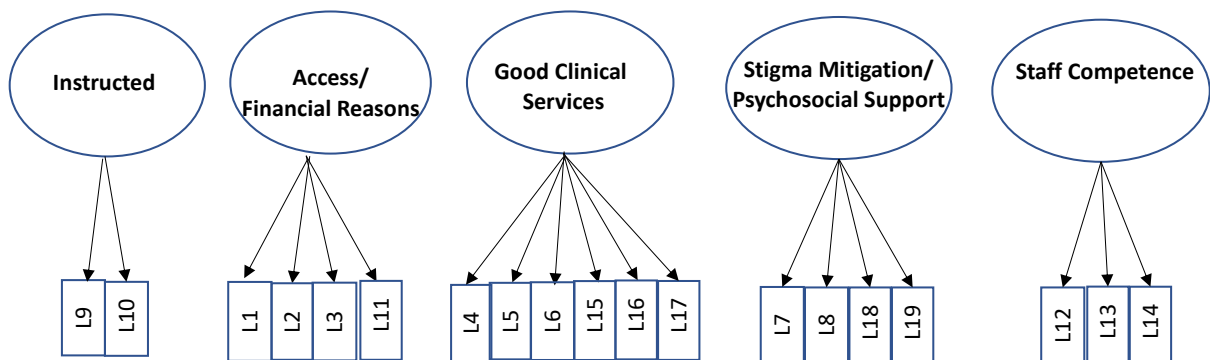 Instructed
Access/
Financial Reasons
Good Clinical
Services
Stigma Mitigation/
Psychosocial Support
Staff Competence
L9
L10
L1
L2
L3
L11
L4
L5
L6
L15
L16
L17
L7
L8
L18
L19
L12
L13
L14